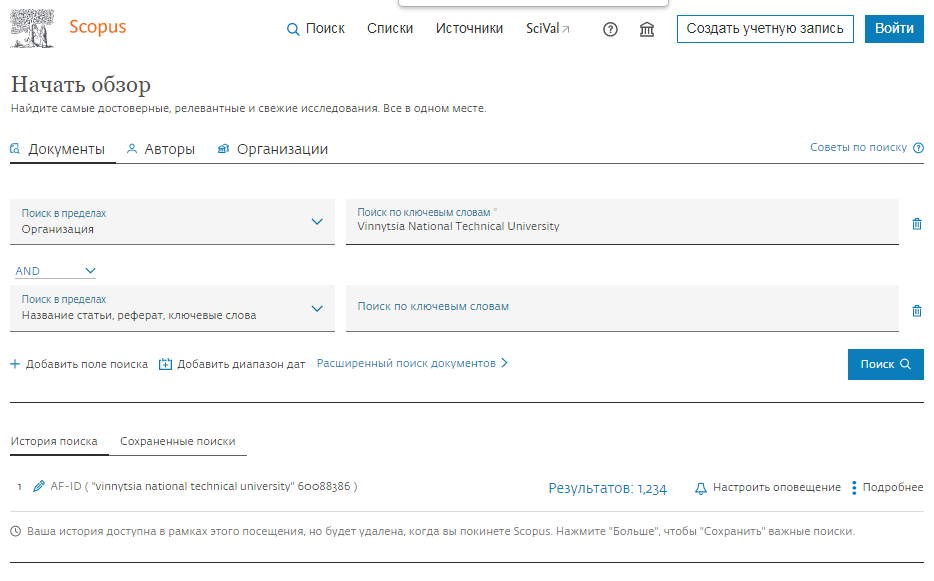 Scopus
Поиск Списки Источники SciVal Создать учетную запись Войти
Начать обзор
Найдите самые достоверные, релевантные и свежие исследования. Все в одном месте.
Документы Авторы Организации Советы по поиску
Поиск в пределах Поиск по ключевым словам *
Организация Vinnytsia National Technical University
AND
Поиск в пределах
Название статьи, реферат, ключевые слова Поиск по ключевым словам
Добавить поле поиска Добавить диапазон дат Расширенный поиск документов Поиск
История поиска Сохраненные поиски
1 AF-ID ( "vinnytsia national technical university" 60088386 ) Результатов: 1,234 Настроить оповещение Подробнее
Ваша история доступна в рамках этого посещения, но будет удалена, когда вы покинете Scopus. Нажмите "Больше", чтобы "Сохранить" важные поиски.